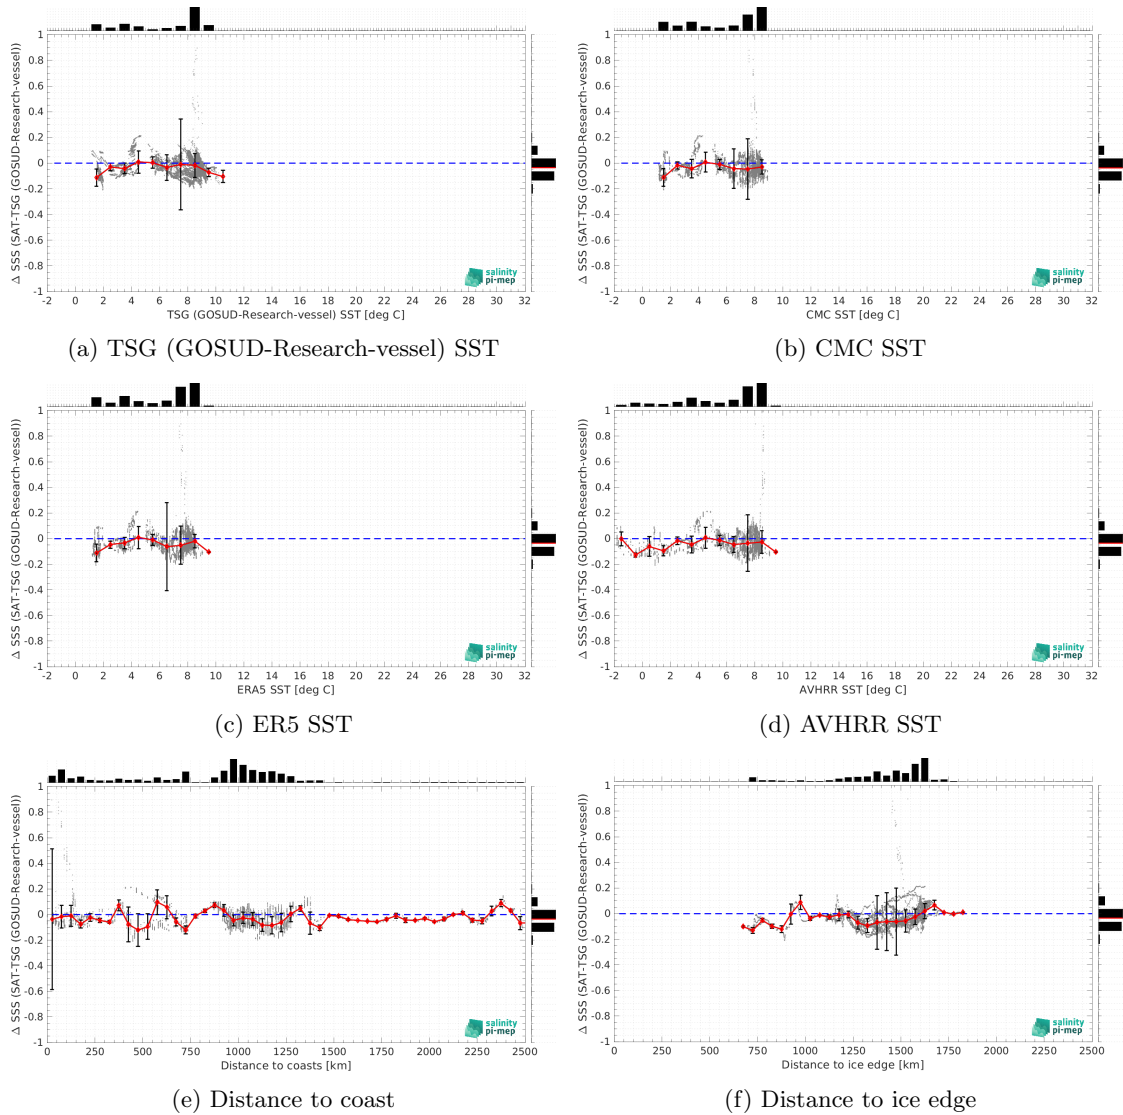 Δ SSS (SAT-TSG (GOSUD-Research-vessel))
1
0.8
0.6
0.4
0.2
0
-0.2
-0.4
-0.6
-0.8
-1
-2 0 2 4 6 8 10 12 14 16 18 20 22 24 26 28 30 32
TSG (GOSUD-Research-vessel) SST [deg C]
salinity
pi-mep
(a) TSG (GOSUD-Research-vessel) SST
Δ SSS (SAT-TSG (GOSUD-Research-vessel))
1
0.8
0.6
0.4
0.2
0
-0.2
-0.4
-0.6
-0.8
-1
-2 0 2 4 6 8 10 12 14 16 18 20 22 24 26 28 30 32
CMC SST [deg C]
salinity
pi-mep
(b) CMC SST
Δ SSS (SAT-TSG (GOSUD-Research-vessel))
1
0.8
0.6
0.4
0.2
0
-0.2
-0.4
-0.6
-0.8
-1
-2 0 2 4 6 8 10 12 14 16 18 20 22 24 26 28 30 32
ERA5 SST [deg C]
salinity
pi-mep
(c) ER5 SST
Δ SSS (SAT-TSG (GOSUD-Research-vessel))
1
0.8
0.6
0.4
0.2
0
-0.2
-0.4
-0.6
-0.8
-1
-2 0 2 4 6 8 10 12 14 16 18 20 22 24 26 28 30 32
AVHRR SST [deg C]
salinity
pi-mep
(d) AVHRR SST
Δ SSS (SAT-TSG (GOSUD-Research-vessel))
1
0.8
0.6
0.4
0.2
0
-0.2
-0.4
-0.6
-0.8
-1
0 250 500 750 1000 1250 1500 1750 2000 2250 2500
Distance to coasts [km]
salinity
pi-mep
(e) Distance to coast
Δ SSS (SAT-TSG (GOSUD-Research-vessel))
1
0.8
0.6
0.4
0.2
0
-0.2
-0.4
-0.6
-0.8
-1
0 250 500 750 1000 1250 1500 1750 2000 2250 2500
Distance to ice edge [km]
salinity
pi-mep
(f) Distance to ice edge